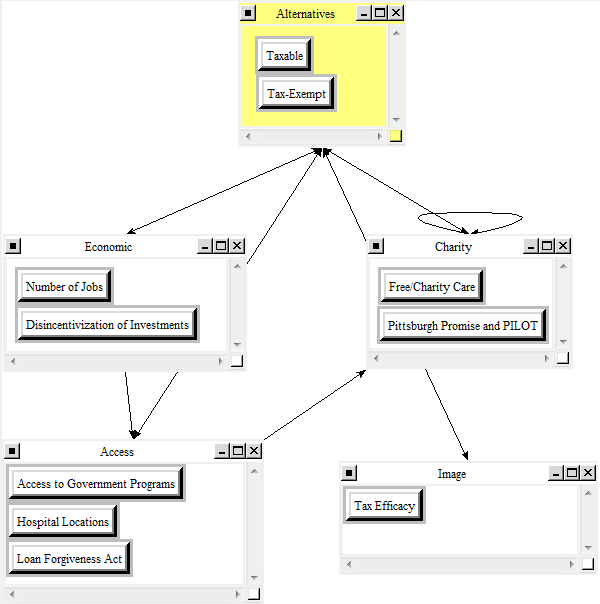 Alternatives
Taxable
Tax-Exempt
Economic
Number of Jobs
Disincentivization of Investments
Charity
Free/Charity Care
Pittsburgh Promise and PILOT
Access
Access to Government Programs
Hospital Locations
Loan Forgiveness Act
Image
Tax Efficacy